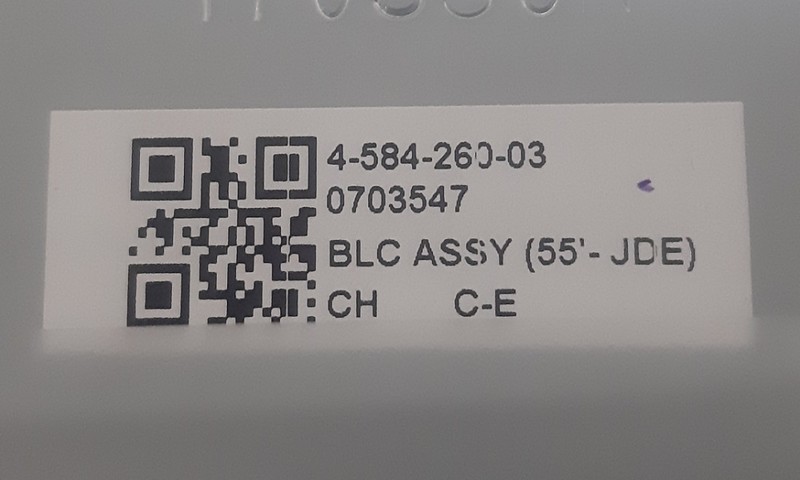 4-584-260-03
0703547
BLC ASSY (55'- JDE)
CH C-E